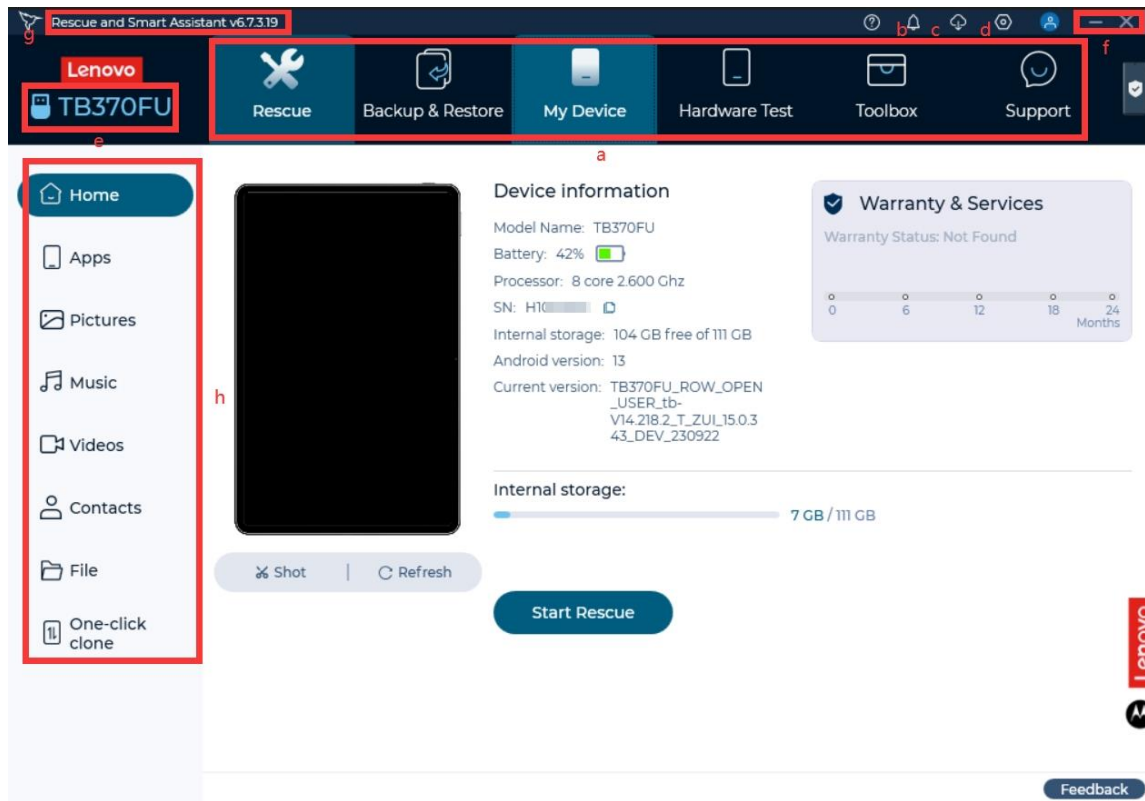 Rescue and Smart Assistant v6.7.3.19
g
b
c
d
f
Lenovo
TB370FU
e
Rescue
Backup & Restore
My Device
Hardware Test
Toolbox
Support
a
Home
Apps
Pictures
Music
Videos
Contacts
File
One-click
clone
h
Shot | Refresh
Device information
Model Name: TB370FU
Battery: 42%
Processor: 8 core 2.600 Ghz
SN: H10
Internal storage: 104 GB free of 111 GB
Android version: 13
Current version: TB370FU_ROW_OPEN
_USER_tb-
V14.218.2_T_ZUI_15.0.3
43_DEV_230922
Warranty & Services
Warranty Status: Not Found
0 6 12 18 24
Months
Internal storage:
7 GB / 111 GB
Start Rescue
Lenovo
Feedback